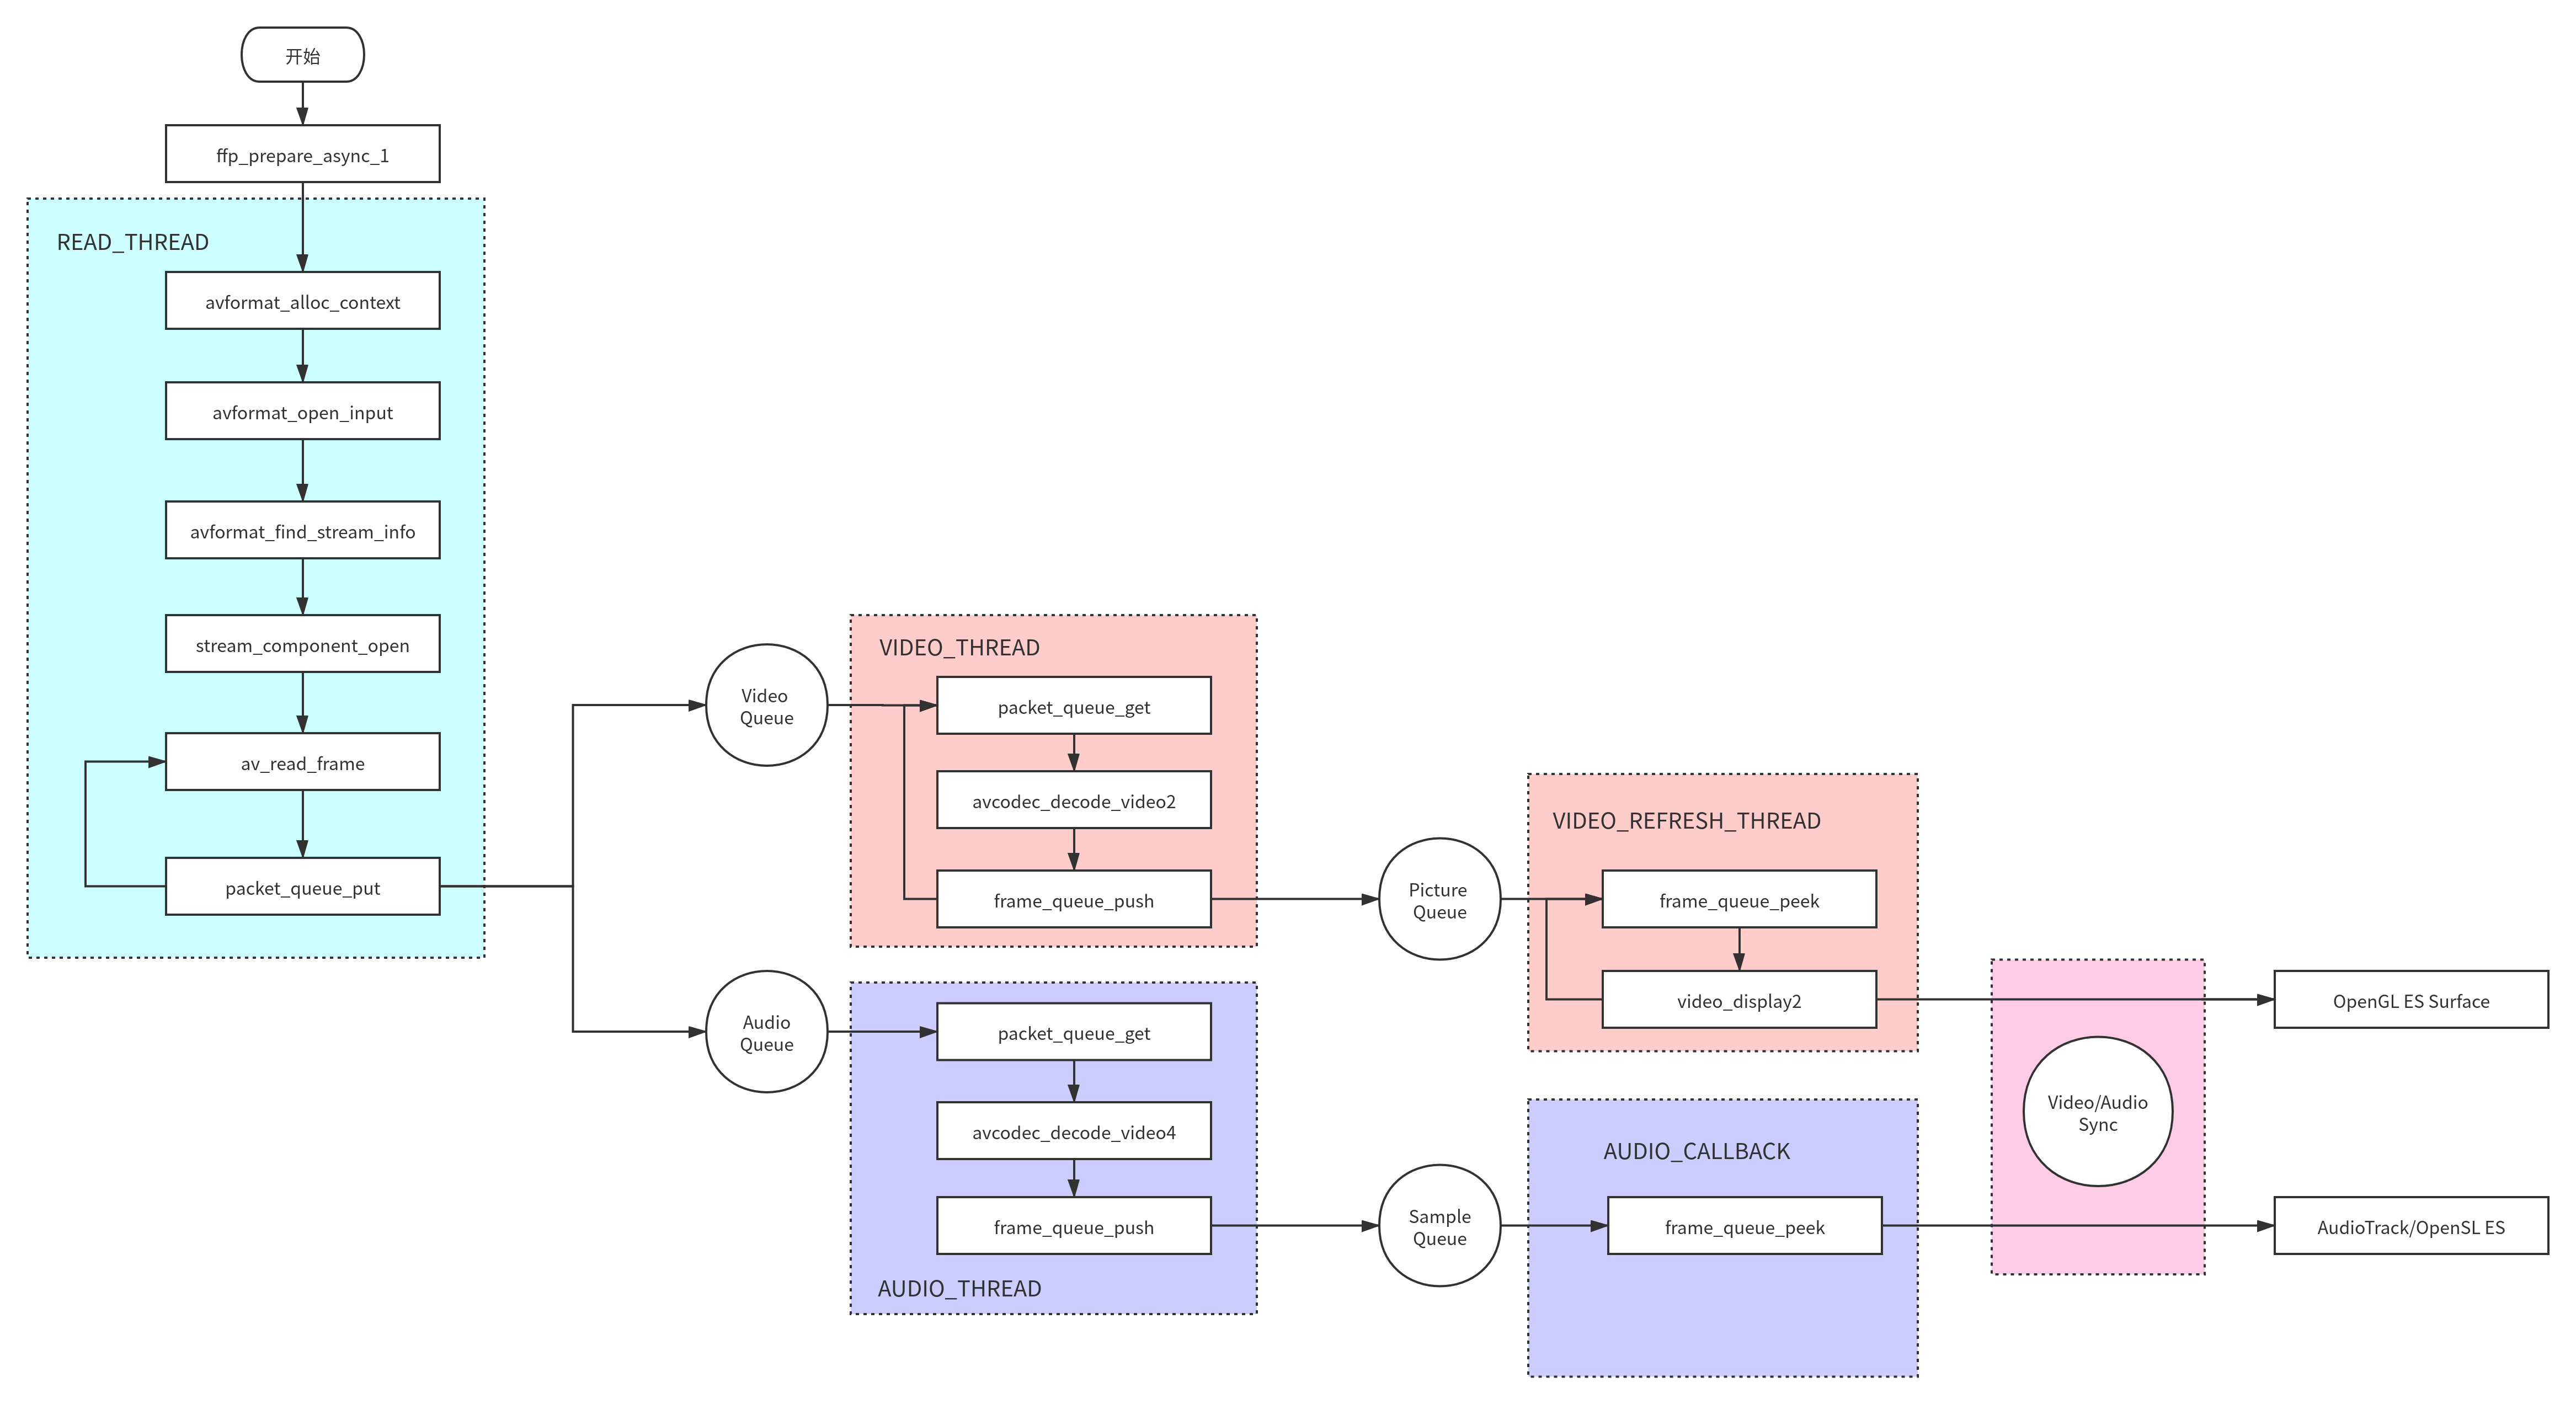 开始
ffp_prepare_async_1
READ_THREAD
avformat_alloc_context
avformat_open_input
avformat_find_stream_info
stream_component_open
av_read_frame
packet_queue_put
Video
Queue
Audio
Queue
VIDEO_THREAD
packet_queue_get
avcodec_decode_video2
frame_queue_push
packet_queue_get
avcodec_decode_video4
frame_queue_push
AUDIO_THREAD
Picture
Queue
Sample
Queue
VIDEO_REFRESH_THREAD
frame_queue_peek
video_display2
AUDIO_CALLBACK
frame_queue_peek
Video/Audio
Sync
OpenGL ES Surface
AudioTrack/OpenSL ES